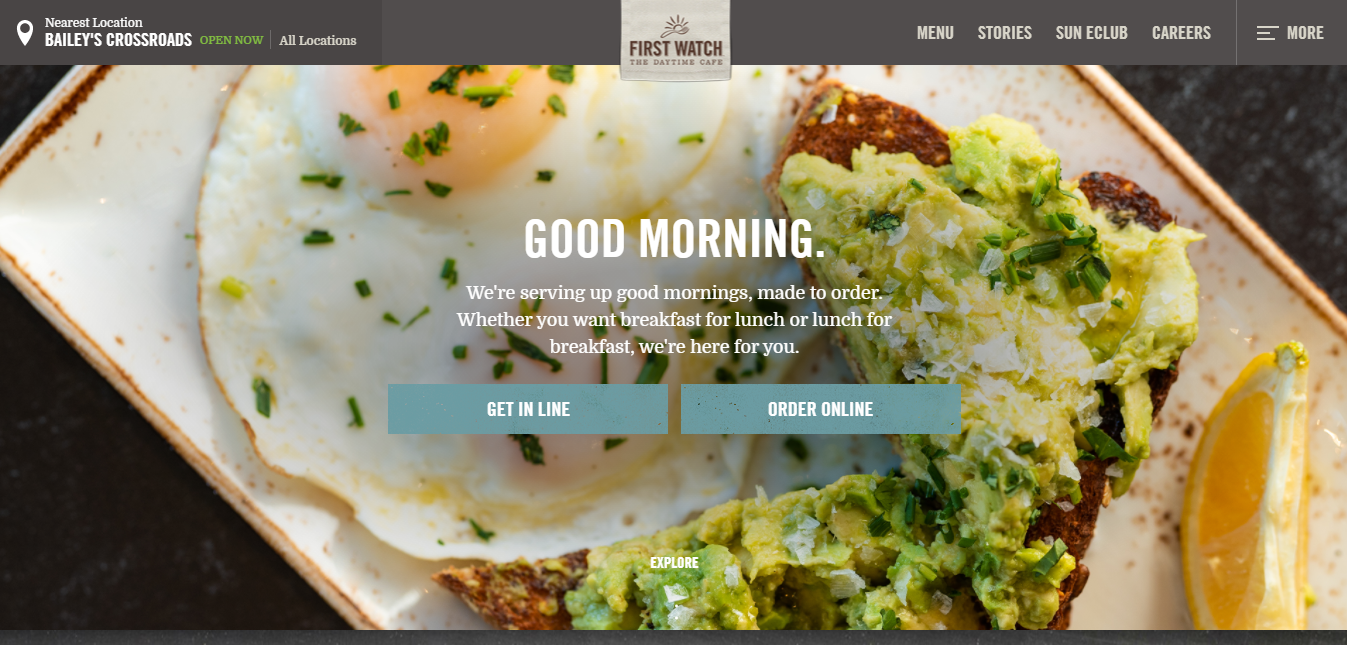 Nearest Location
BAILEY'S CROSSROADS OPEN NOW All Locations
FIRST WATCH
THE DAYTIME CAFE
MENU STORIES SUN ECLUB CAREERS MORE
GOOD MORNING.
We're serving up good mornings, made to order.
Whether you want breakfast for lunch or lunch for
breakfast, we're here for you.
GET IN LINE ORDER ONLINE
EXPLORE